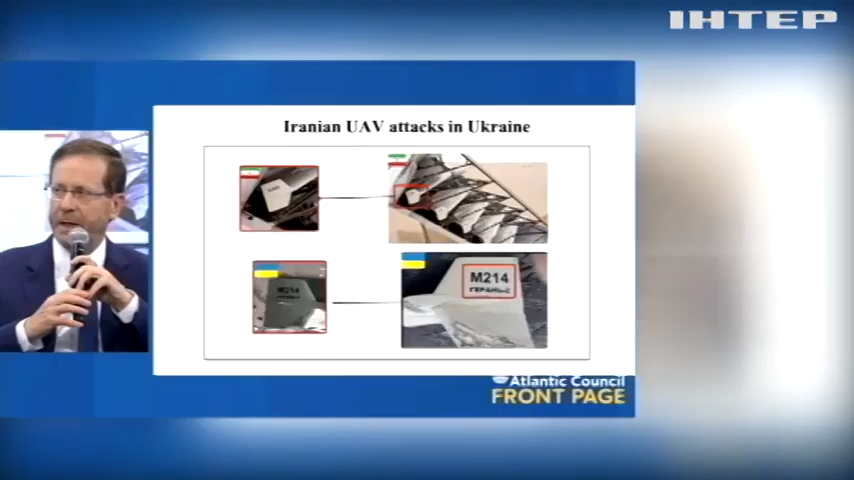 ІНТЕР
Iranian UAV attacks in Ukraine
M214
M214
ГЕРАНЬ-2
Atlantic Council
FRONT PAGE